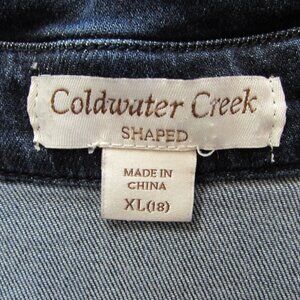 Coldwater Creek
SHAPED
MADE IN
CHINA
XL(18)